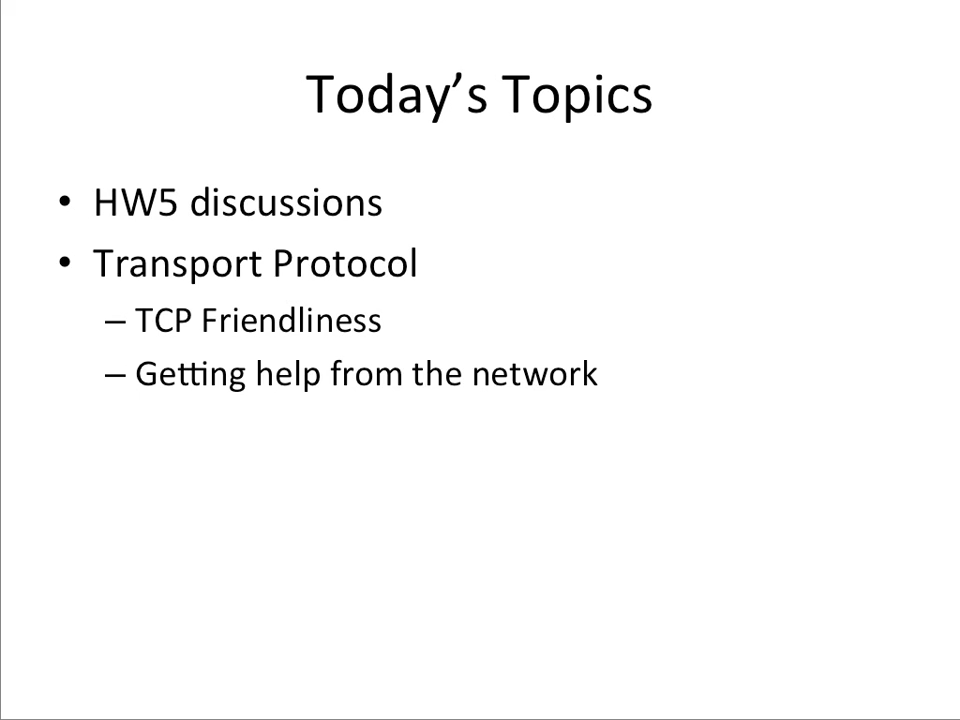 Today’s Topics
• HW5 discussions
• Transport Protocol
– TCP Friendliness
– Getting help from the network